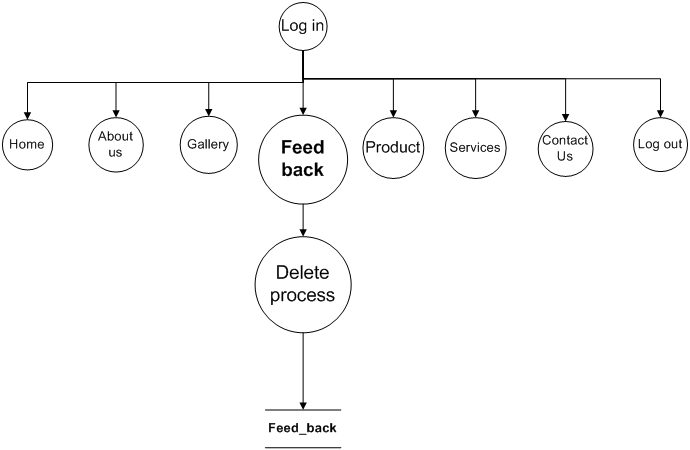 Log in
Home
About
us
Gallery
Feed
back
Product
Services
Contact
Us
Log out
Delete
process
Feed_back